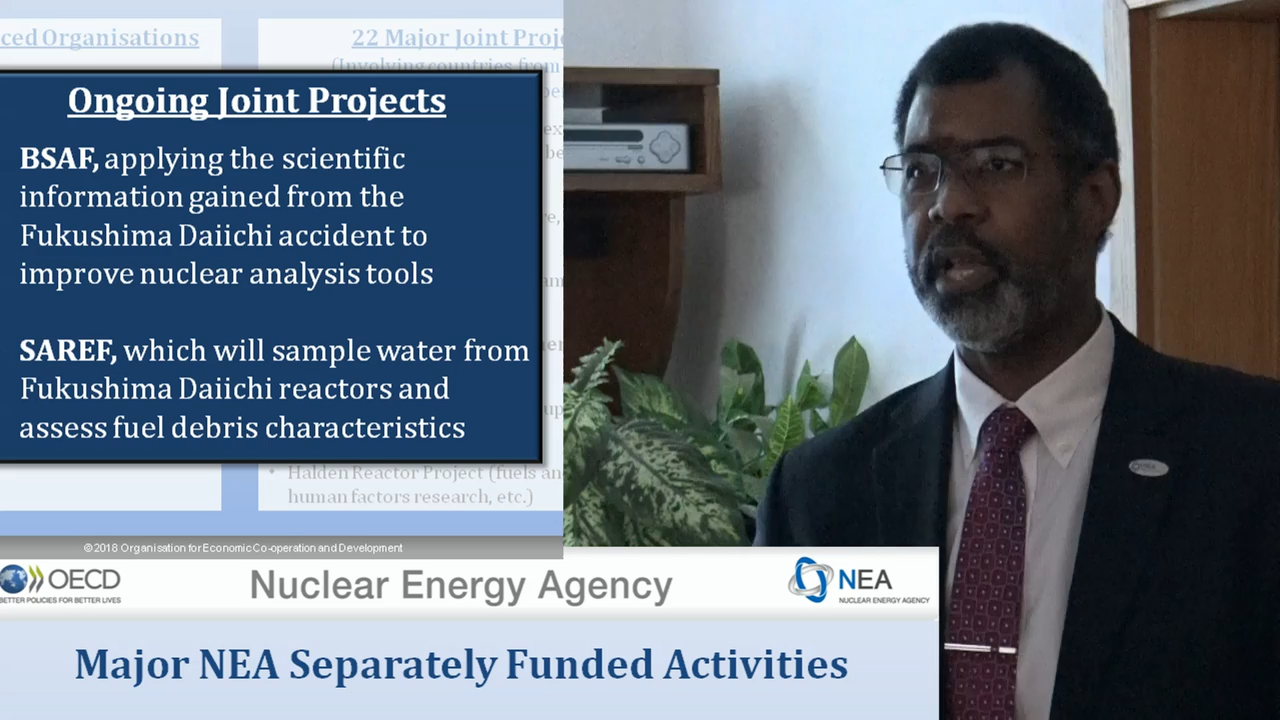 ced Organisations
22 Major Joint Proj
(Involving countries from
Ongoing Joint Projects
BSAF, applying the scientific
information gained from the
Fukushima Daiichi accident to
improve nuclear analysis tools
SAREF, which will sample water from
Fukushima Daiichi reactors and
assess fuel debris characteristics
Halden Reactor Project (fuels an
human factors research, etc.)
©2018 Organisation for Economic Co-operation and Development
OECD
BETTER POLICIES FOR BETTER LIVES
Nuclear Energy Agency
NEA
NUCLEAR ENERGY AGENCY
Major NEA Separately Funded Activities